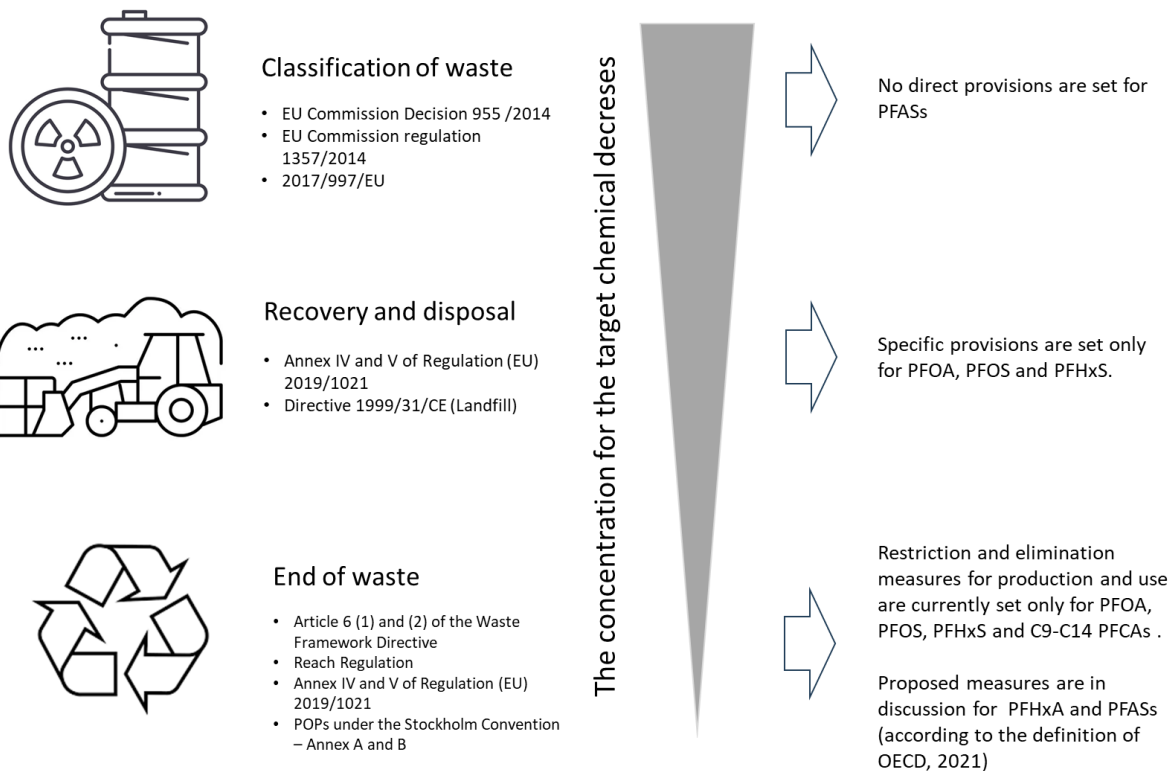 Classification of waste
• EU Commission Decision 955 /2014
• EU Commission regulation
1357/2014
• 2017/997/EU
No direct provisions are set for
PFASs
The concentration for the target chemical decreses
Recovery and disposal
• Annex IV and V of Regulation (EU)
2019/1021
• Directive 1999/31/CE (Landfill)
Specific provisions are set only
for PFOA, PFOS and PFHxS.
End of waste
• Article 6 (1) and (2) of the Waste
Framework Directive
• Reach Regulation
• Annex IV and V of Regulation (EU)
2019/1021
• POPs under the Stockholm Convention
– Annex A and B
Restriction and elimination
measures for production and use
are currently set only for PFOA,
PFOS, PFHxS and C9-C14 PFCAs .
Proposed measures are in
discussion for PFHxA and PFASs
(according to the definition of
OECD, 2021)